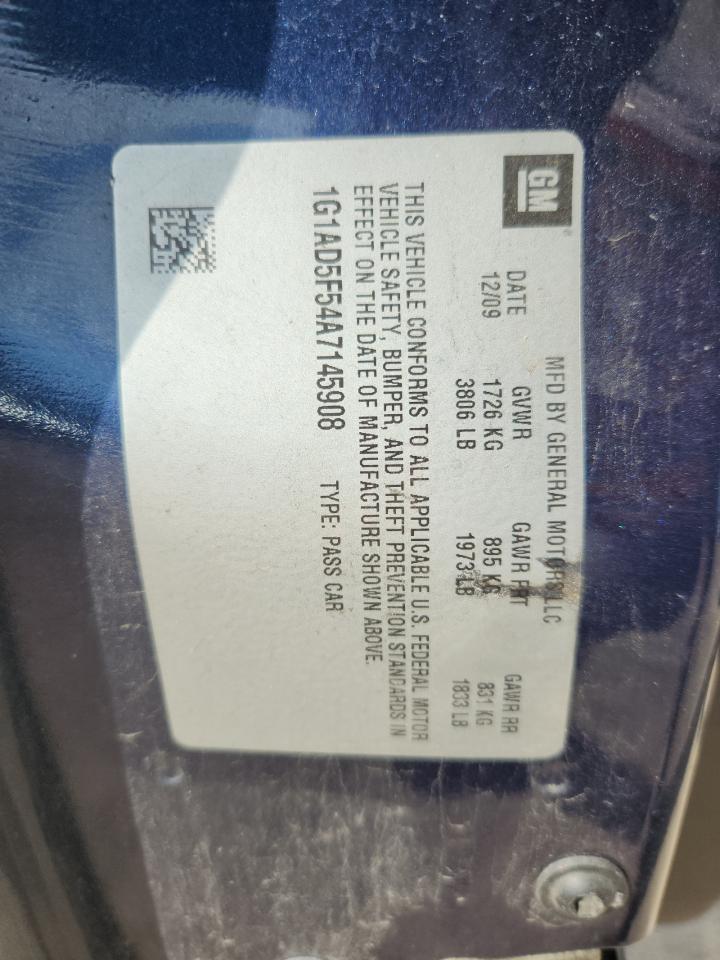 GM
MFD BY GENERAL MOTORS LLC
DATE GVWR GAWR FRT GAWR RR
12/09 1726 KG 895 KG 831 KG
3806 LB 1973 LB 1833 LB
THIS VEHICLE CONFORMS TO ALL APPLICABLE U.S. FEDERAL MOTOR
VEHICLE SAFETY, BUMPER, AND THEFT PREVENTION STANDARDS IN
EFFECT ON THE DATE OF MANUFACTURE SHOWN ABOVE.
1G1AD5F54A7145908 TYPE: PASS CAR